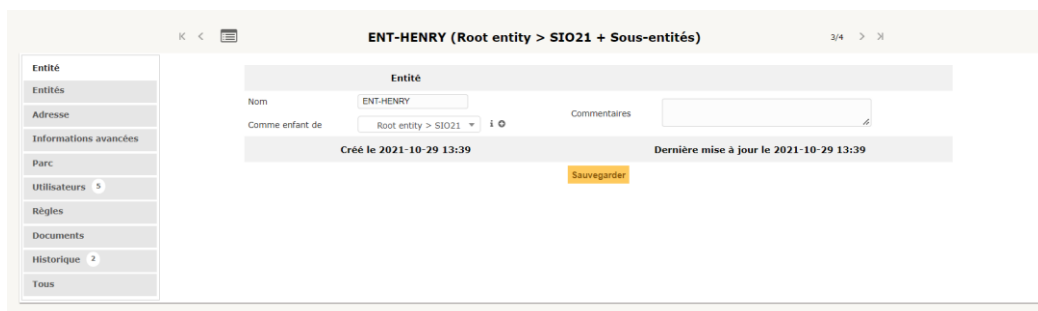 ENT-HENRY (Root entity > SIO21 + Sous-entités)
3/4
Entité
Entités
Adresse
Informations avancées
Parc
Utilisateurs 5
Règles
Documents
Historique 2
Tous
Entité
Nom ENT-HENRY
Commentaires
Comme enfant de Root entity > SIO21
Créé le 2021-10-29 13:39 Dernière mise à jour le 2021-10-29 13:39
Sauvegarder